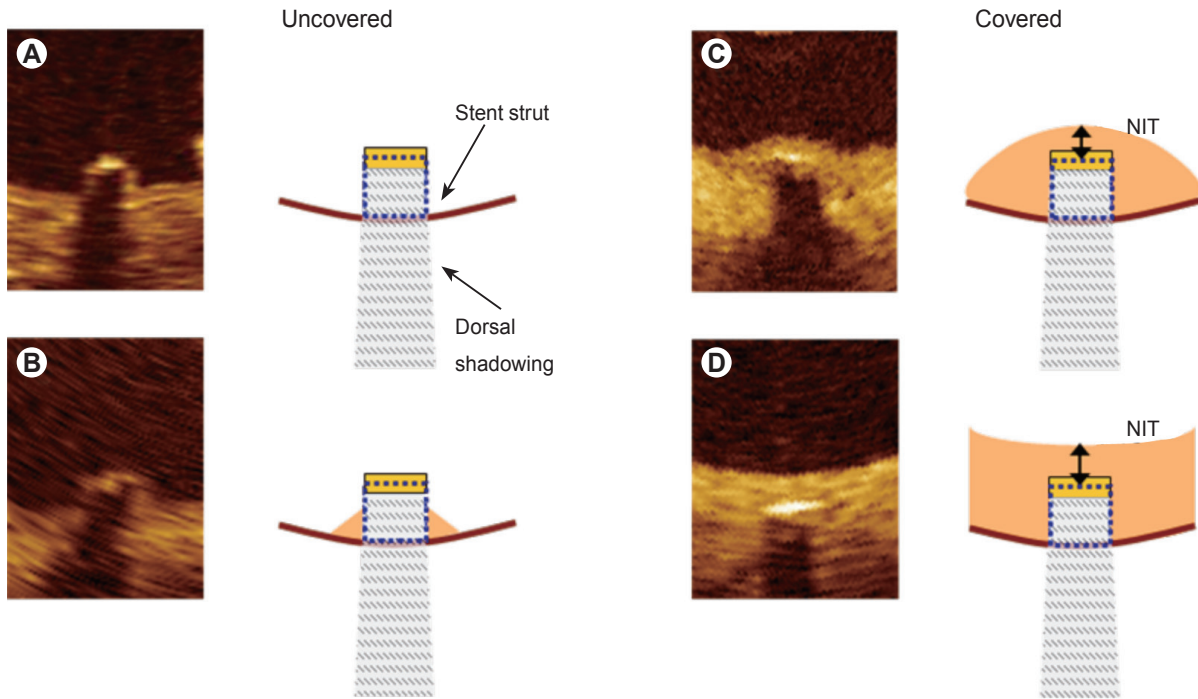 Uncovered
Covered
A
Stent strut
Dorsal
shadowing
B
C
NIT
D
NIT